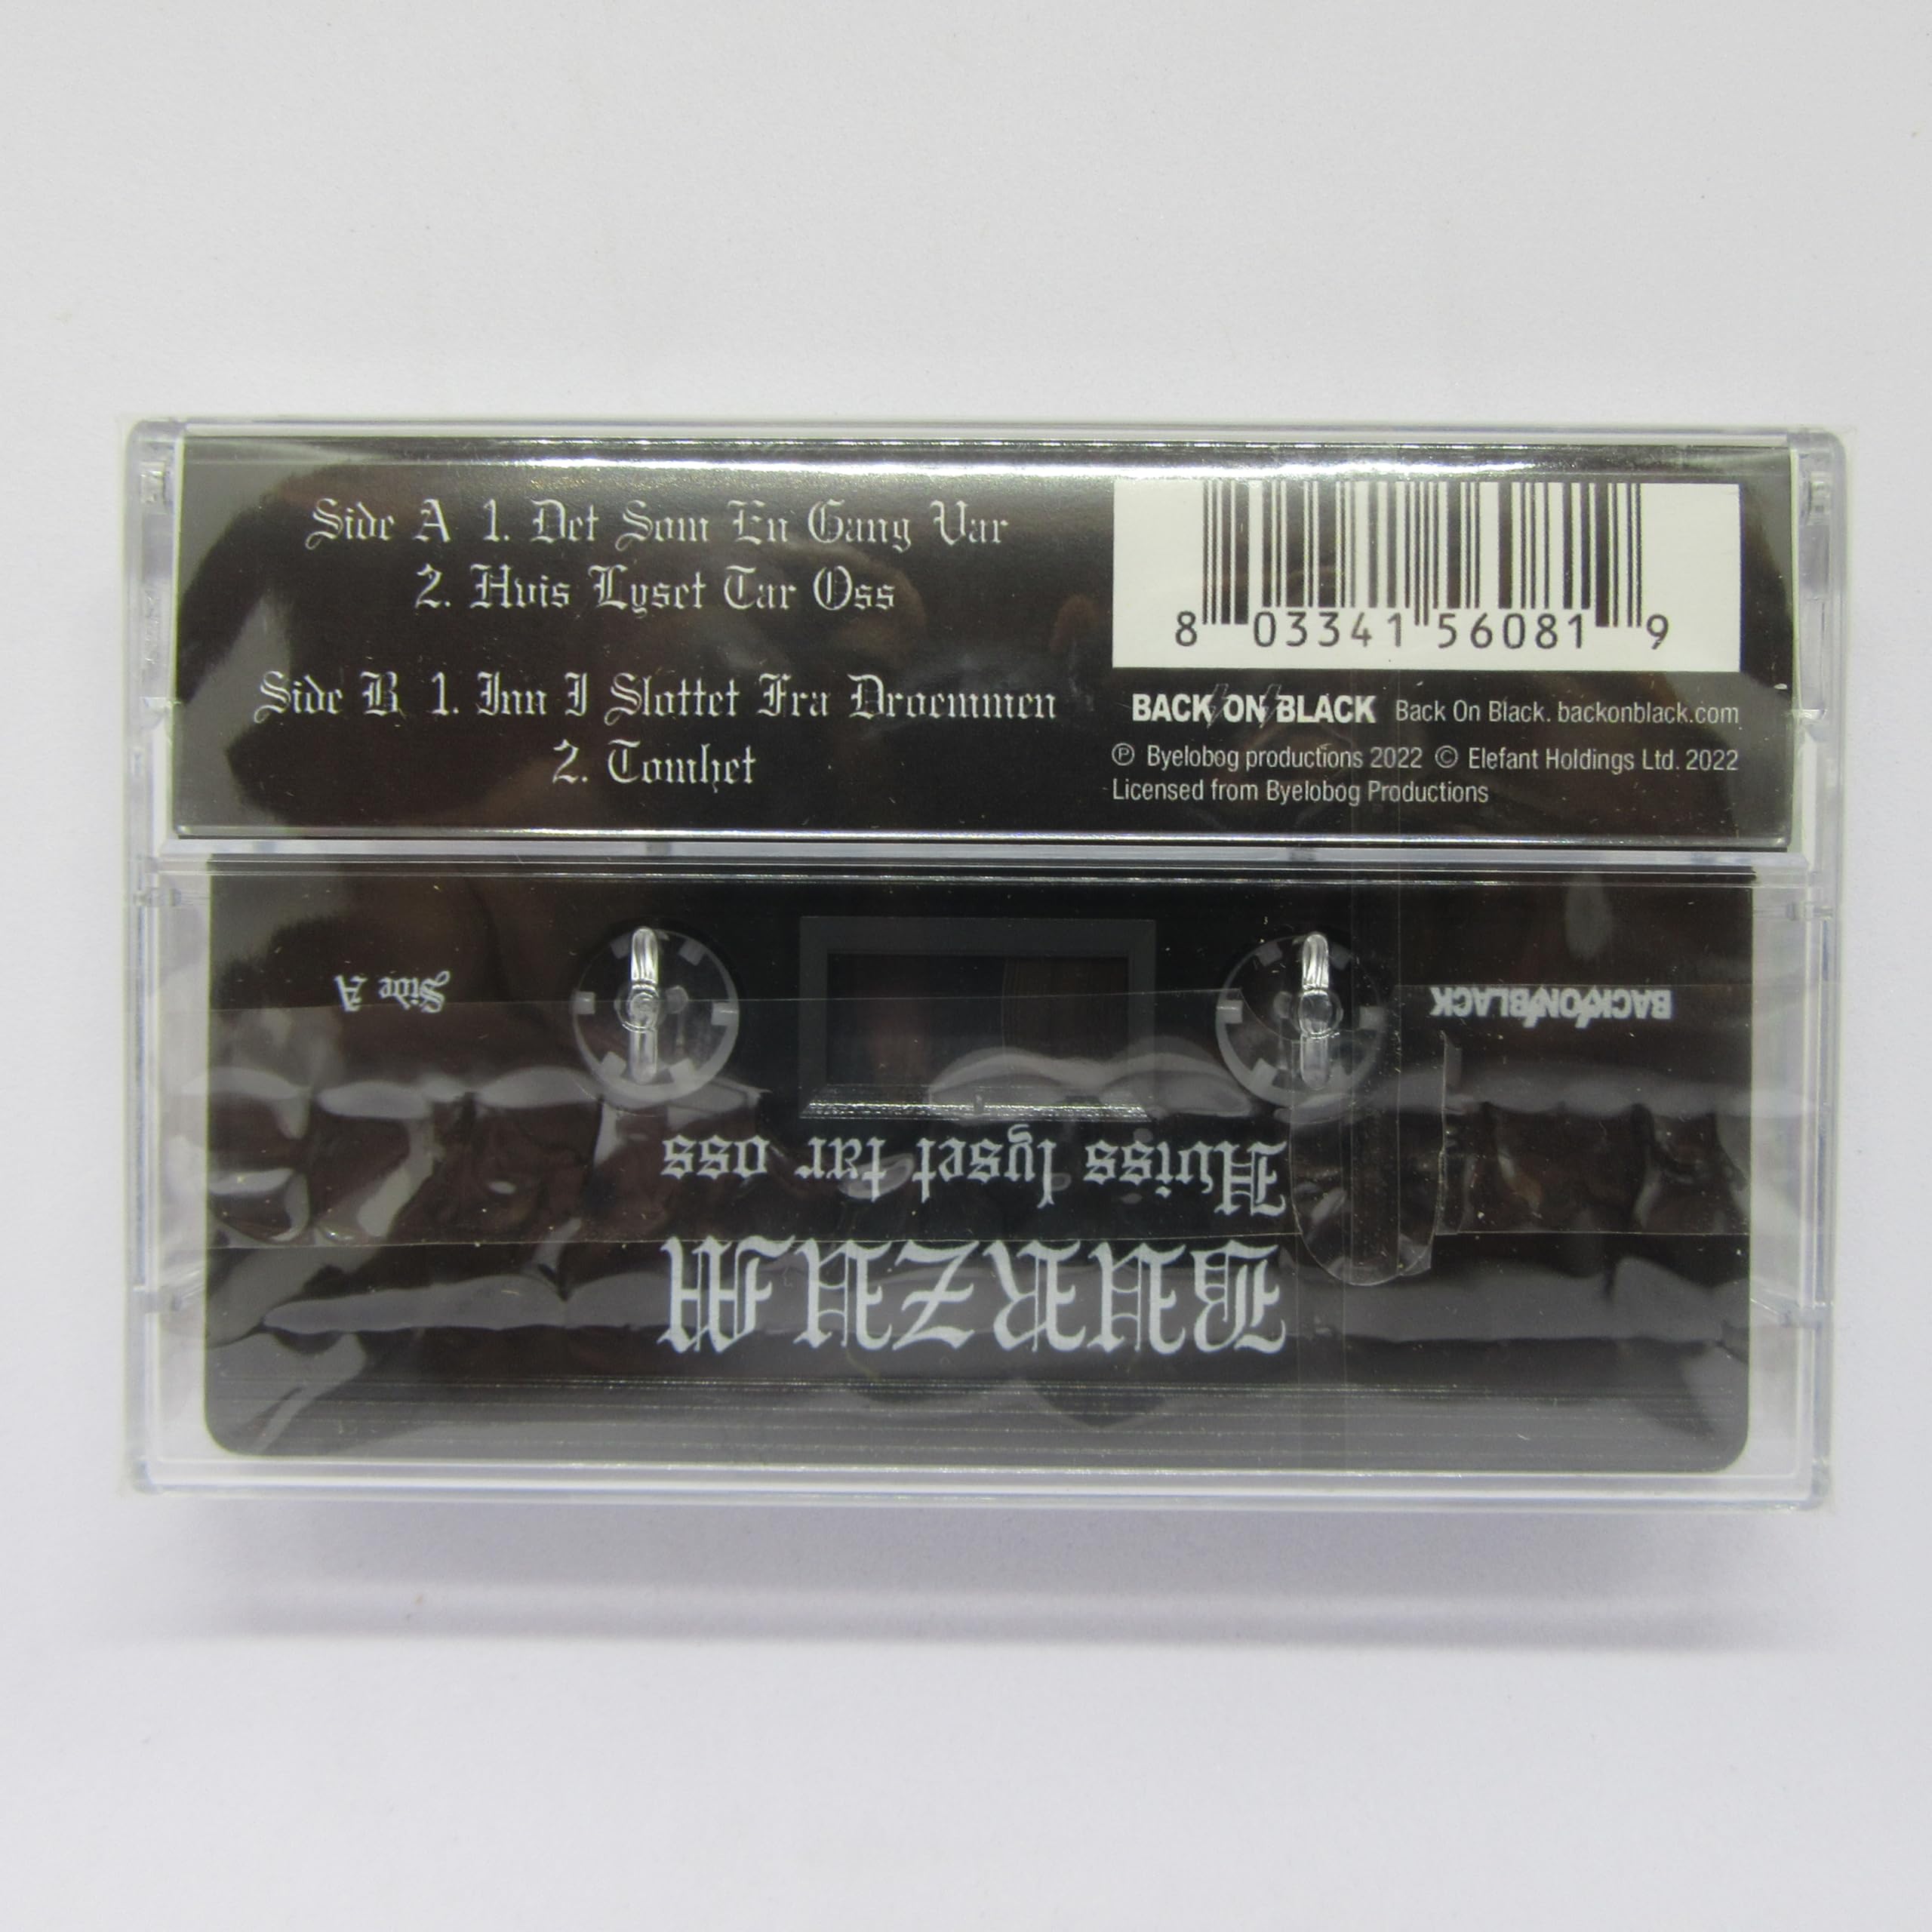 Side A 1. Det Som En Gang Var
2. Hvis Lyset Tar Oss
Side B 1. Inn I Slottet Fra Droemmen
2. Tomhet
8 03341 56081 9
BACK ON BLACK Back On Black. backonblack.com
℗ Byelobog productions 2022 © Elefant Holdings Ltd. 2022
Licensed from Byelobog Productions
BURZUM
Hviss lyset tar oss
BACK ON BLACK
Side A